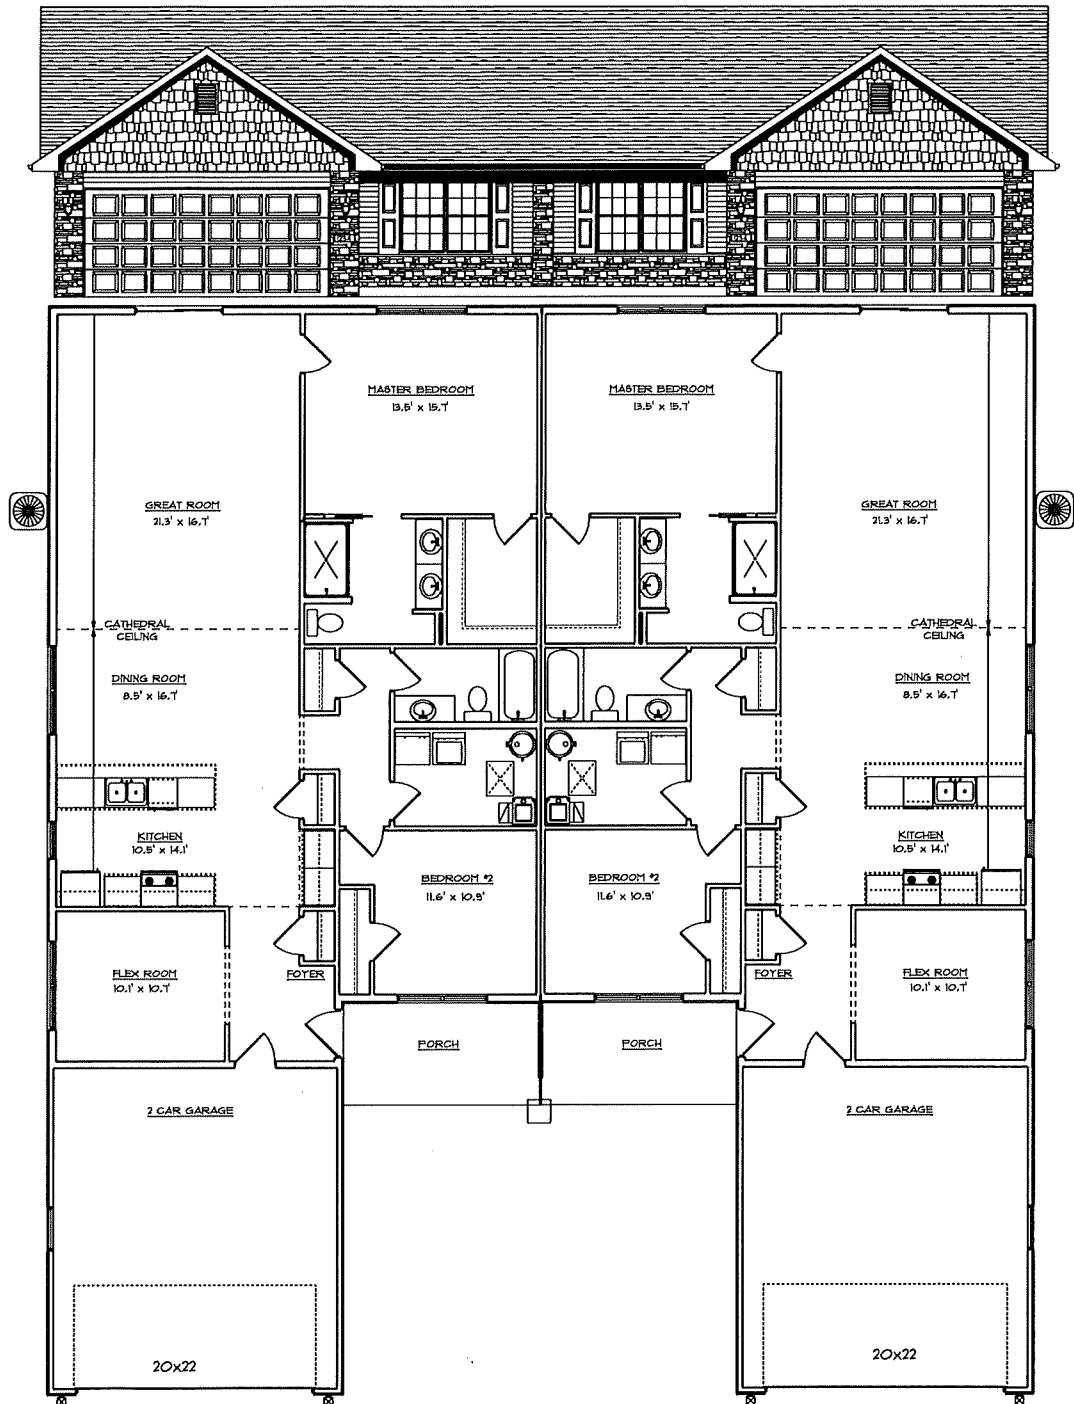 MASTER BEDROOM
13.5' x 15.7'
MASTER BEDROOM
13.5' x 15.7'
GREAT ROOM
21.3' x 16.7'
GREAT ROOM
21.3' x 16.7'
CATHEDRAL
CEILING
CATHEDRAL
CEILING
DINING ROOM
8.5' x 16.7'
DINING ROOM
8.5' x 16.7'
KITCHEN
10.5' x 14.1'
KITCHEN
10.5' x 14.1'
BEDROOM #2
11.6' x 10.9'
BEDROOM #2
11.6' x 10.9'
FLEX ROOM
10.1' x 10.7'
FOYER
FOYER
FLEX ROOM
10.1' x 10.7'
PORCH
PORCH
2 CAR GARAGE
2 CAR GARAGE
20x22
20x22